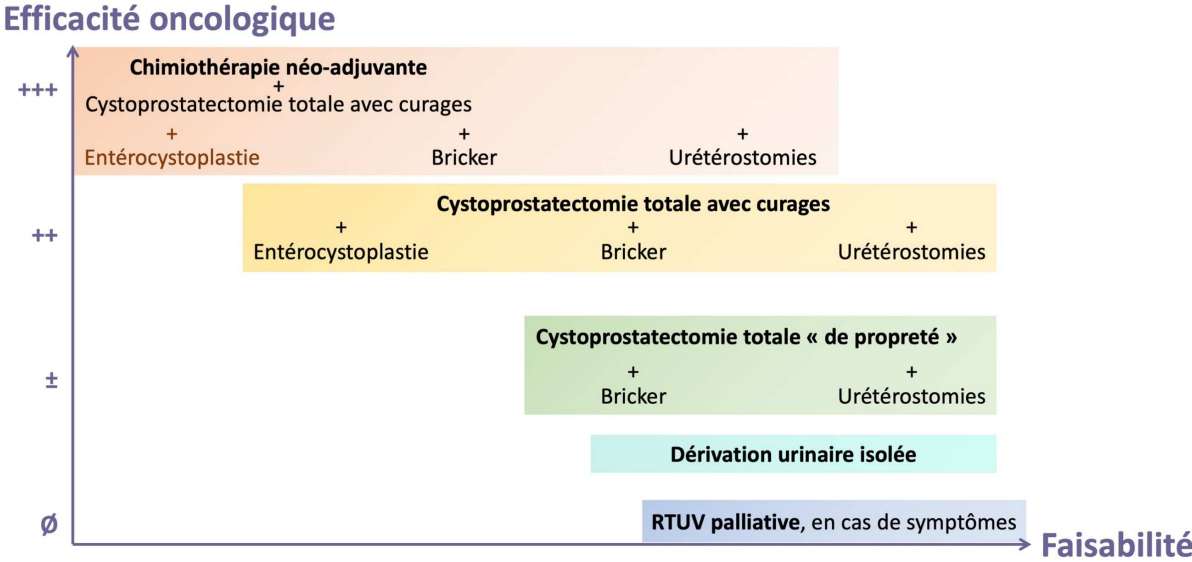 Efficacité oncologique
+++
Chimiothérapie néo-adjuvante
+
Cystoprostatectomie totale avec curages
+ + +
Entérocystoplastie Bricker Urétérostomies
++
Cystoprostatectomie totale avec curages
+ + +
Entérocystoplastie Bricker Urétérostomies
±
Cystoprostatectomie totale « de propreté »
+ +
Bricker Urétérostomies
Dérivation urinaire isolée
Ø
RTUV palliative, en cas de symptômes
Faisabilité